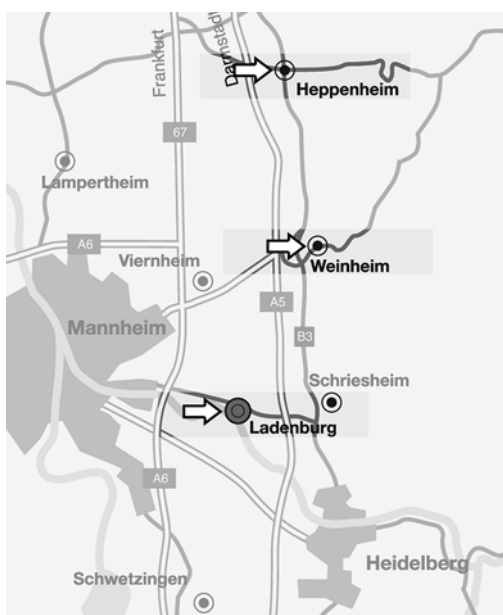 Frankfurt
Darmstadt
Heppenheim
67
Lampertheim
A6
Viernheim
Weinheim
Mannheim
A5
B3
Schriesheim
Ladenburg
A6
Heidelberg
Schwetzingen